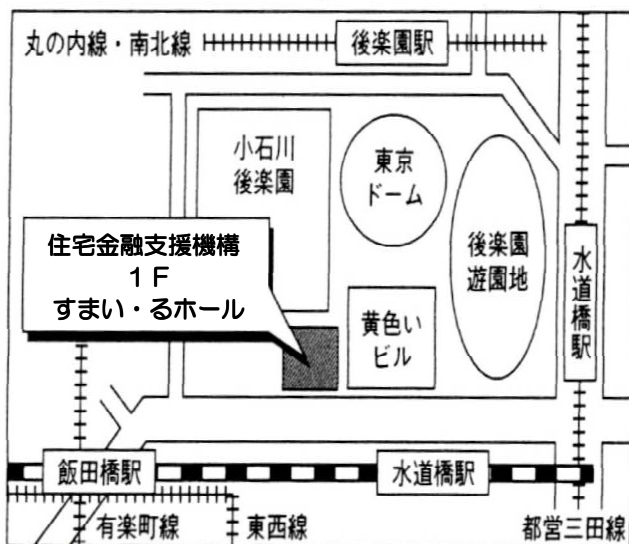 丸の内線・南北線
後楽園駅
小石川
後楽園
東京
ドーム
後楽園
遊園地
水道橋駅
住宅金融支援機構
1F
すまい・るホール
黄色い
ビル
飯田橋駅
水道橋駅
有楽町線
東西線
都営三田線